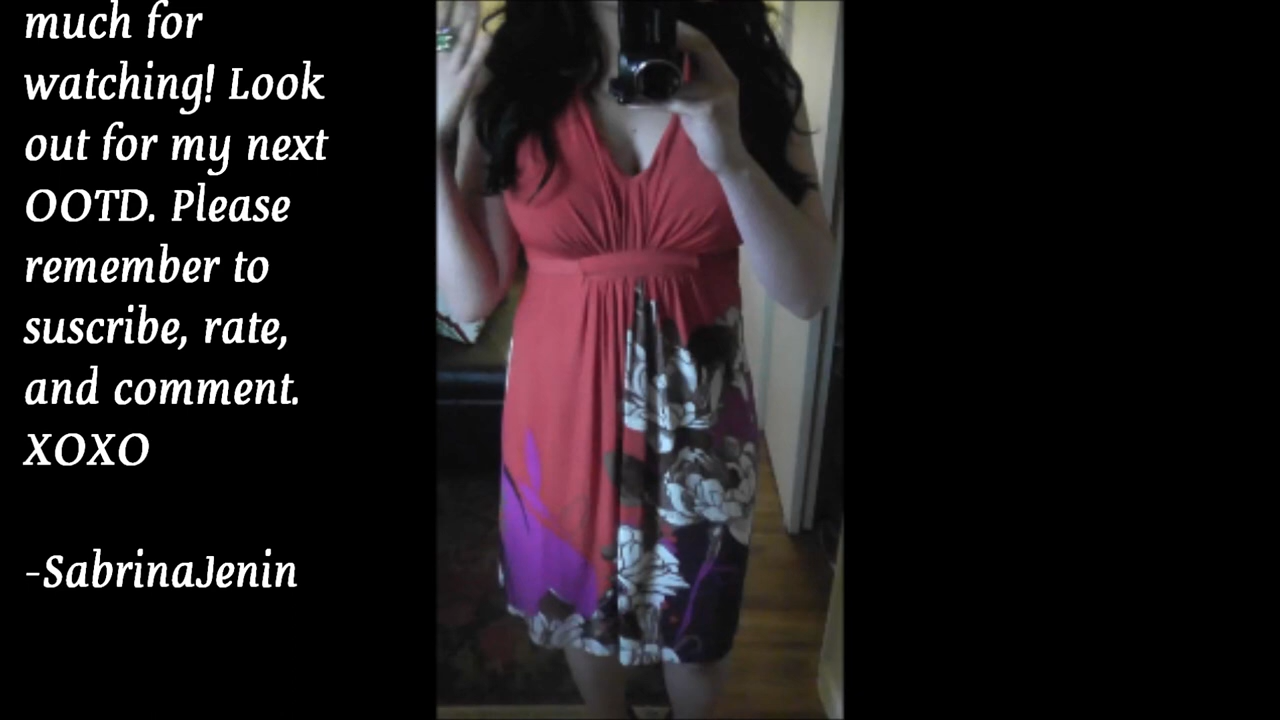 much for
watching! Look
out for my next
OOTD. Please
remember to
suscribe, rate,
and comment.
XOXO
-SabrinaJenin